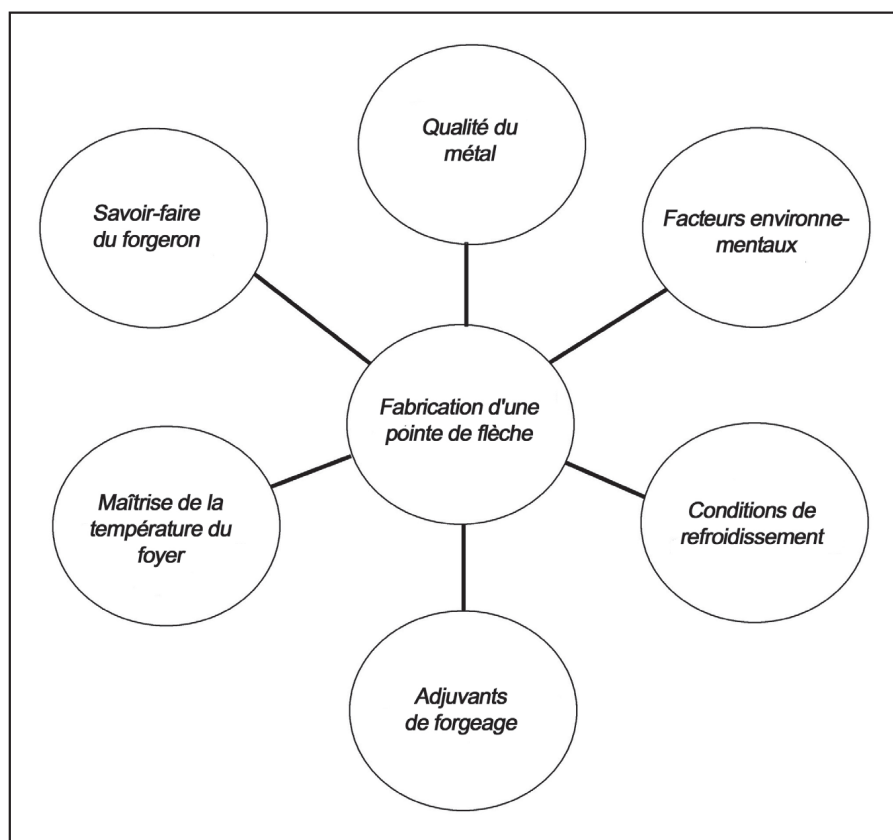 Qualité du
métal
Savoir-faire
du forgeron
Facteurs environne-
mentaux
Fabrication d'une
pointe de flèche
Maîtrise de la
température du
foyer
Conditions de
refroidissement
Adjuvants
de forgeage